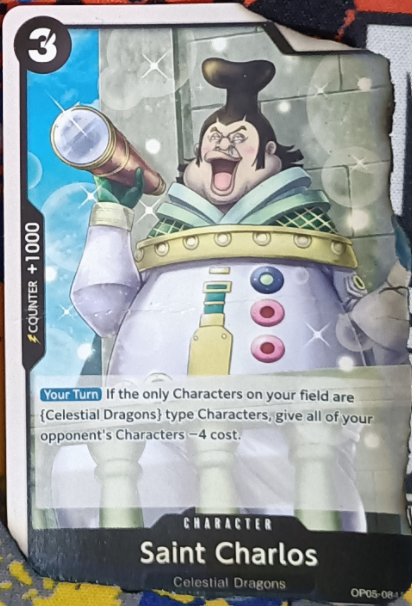 3
COUNTER +1000
Your Turn If the only Characters on your field are
{Celestial Dragons} type Characters, give all of your
opponent's Characters −4 cost.
CHARACTER
Saint Charlos
Celestial Dragons